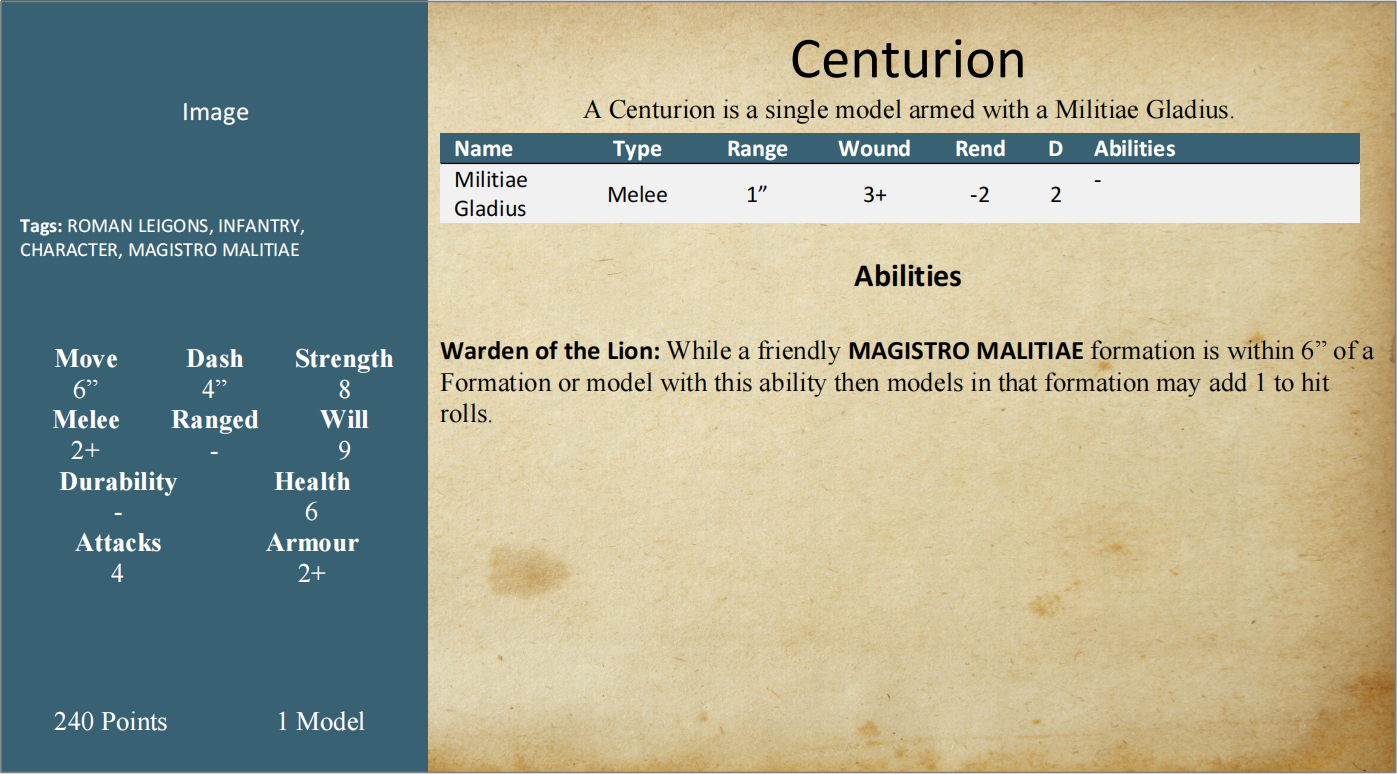 Image
Tags: ROMAN LEIGONS, INFANTRY,
CHARACTER, MAGISTRO MALITIAE
Move Dash Strength
6” 4” 8
Melee Ranged Will
2+ - 9
Durability Health
- 6
Attacks Armour
4 2+
240 Points 1 Model
Centurion
A Centurion is a single model armed with a Militiae Gladius.
Name Type Range Wound Rend D Abilities
Militiae
Gladius Melee 1” 3+ -2 2 -
Abilities
Warden of the Lion: While a friendly MAGISTRO MALITIAE formation is within 6” of a
Formation or model with this ability then models in that formation may add 1 to hit
rolls.